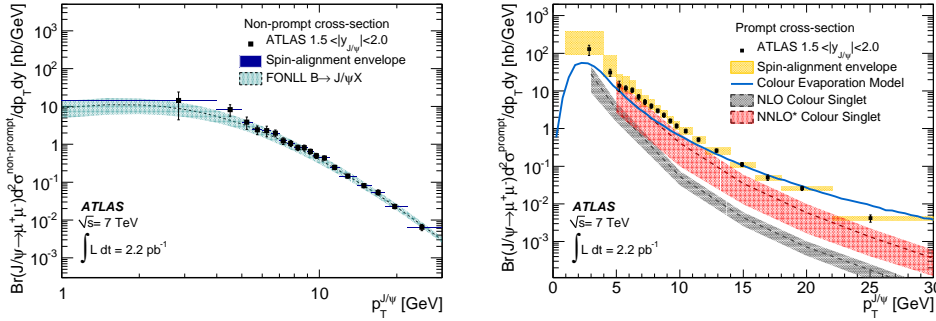 Br(J/ψ→μ⁺μ⁻)d²σ^non-prompt/dp_T dy [nb/GeV]
10³
10²
10
1
10⁻¹
10⁻²
10⁻³
Non-prompt cross-section
ATLAS 1.5<|y_J/ψ|<2.0
Spin-alignment envelope
FONLL B→ J/ψX
ATLAS
√s= 7 TeV
∫L dt = 2.2 pb⁻¹
1
10
p_T^J/ψ [GeV]
Br(J/ψ→μ⁺μ⁻)d²σ^prompt/dp_T dy [nb/GeV]
10³
10²
10
1
10⁻¹
10⁻²
10⁻³
Prompt cross-section
ATLAS 1.5<|y_J/ψ|<2.0
Spin-alignment envelope
Colour Evaporation Model
NLO Colour Singlet
NNLO* Colour Singlet
ATLAS
√s= 7 TeV
∫L dt = 2.2 pb⁻¹
0 5 10 15 20 25 30
p_T^J/ψ [GeV]